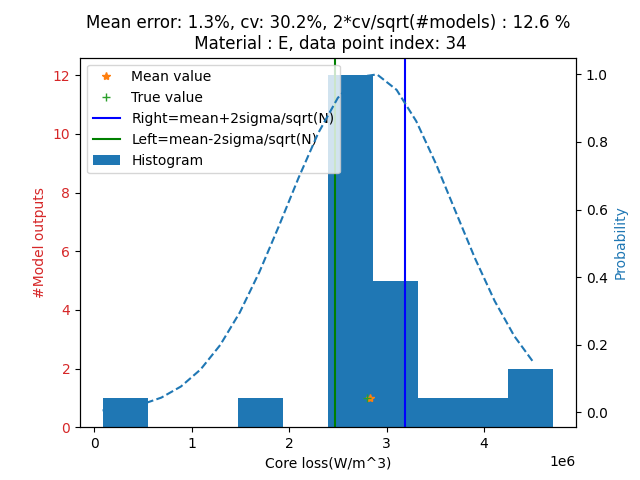 Mean error: 1.3%, cv: 30.2%, 2*cv/sqrt(#models) : 12.6 %
Material : E, data point index: 34
Mean value
True value
Right=mean+2sigma/sqrt(N)
Left=mean-2sigma/sqrt(N)
Histogram
#Model outputs
12
10
8
6
4
2
0
Probability
1.0
0.8
0.6
0.4
0.2
0.0
0 1 2 3 4
1e6
Core loss(W/m^3)